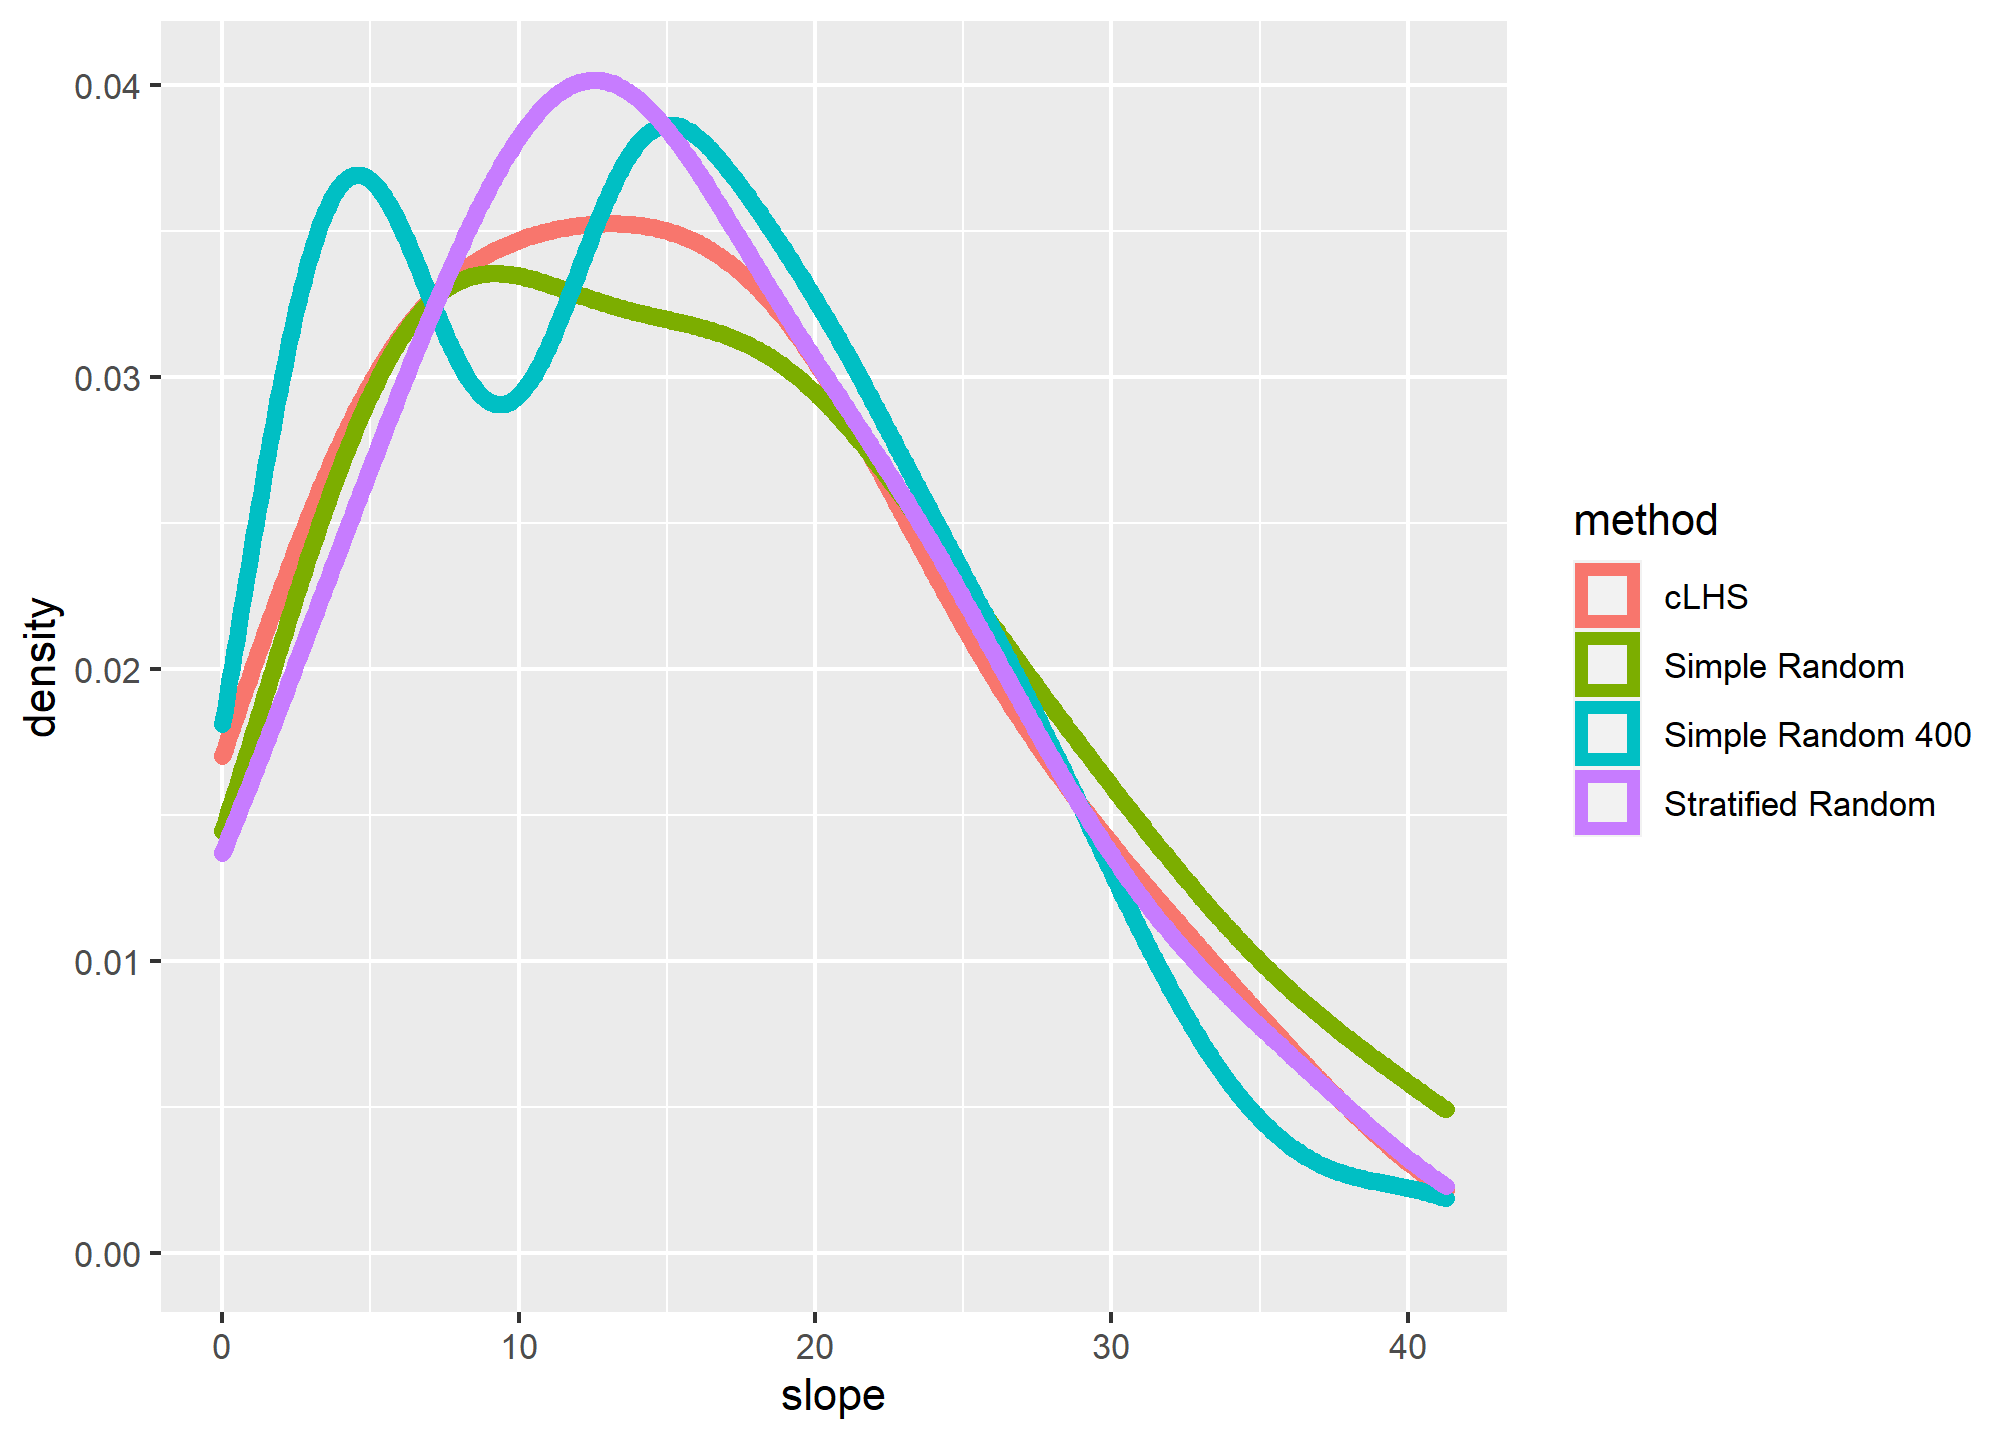 0.04
0.03
0.02
0.01
0.00
density
0
10
20
30
40
slope
method
cLHS
Simple Random
Simple Random 400
Stratified Random